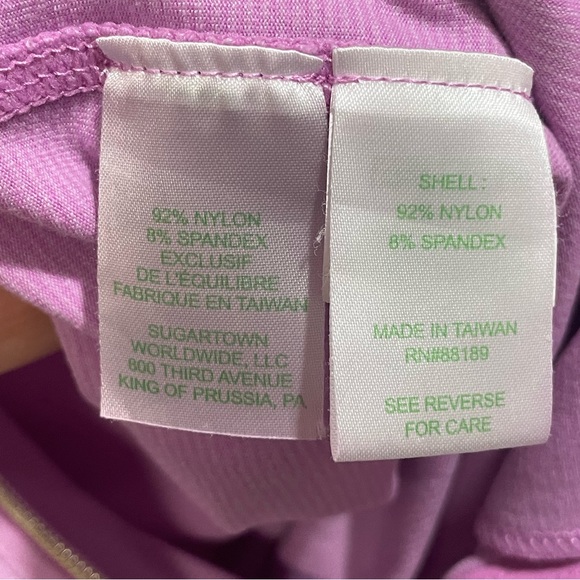 92% NYLON
8% SPANDEX
EXCLUSIF
DE L'ÉQUILIBRE
FABRIQUE EN TAIWAN
SUGARTOWN
WORLDWIDE, LLC
800 THIRD AVENUE
KING OF PRUSSIA, PA
SHELL:
92% NYLON
8% SPANDEX
MADE IN TAIWAN
RN#88189
SEE REVERSE
FOR CARE